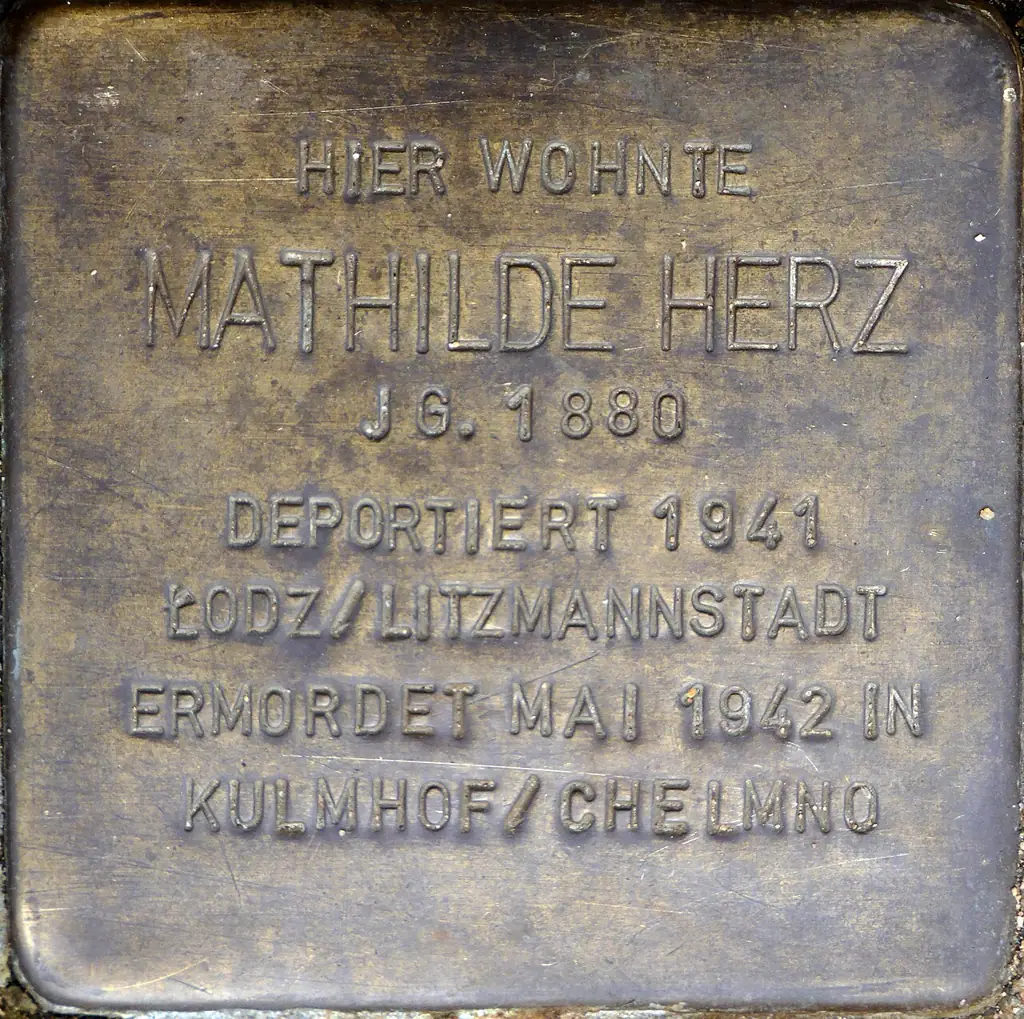 HIER WOHNTE
MATHILDE HERZ
JG. 1880
DEPORTIERT 1941
ŁODZ/LITZMANNSTADT
ERMORDET MAI 1942 IN
KULMHOF/CHELMNO